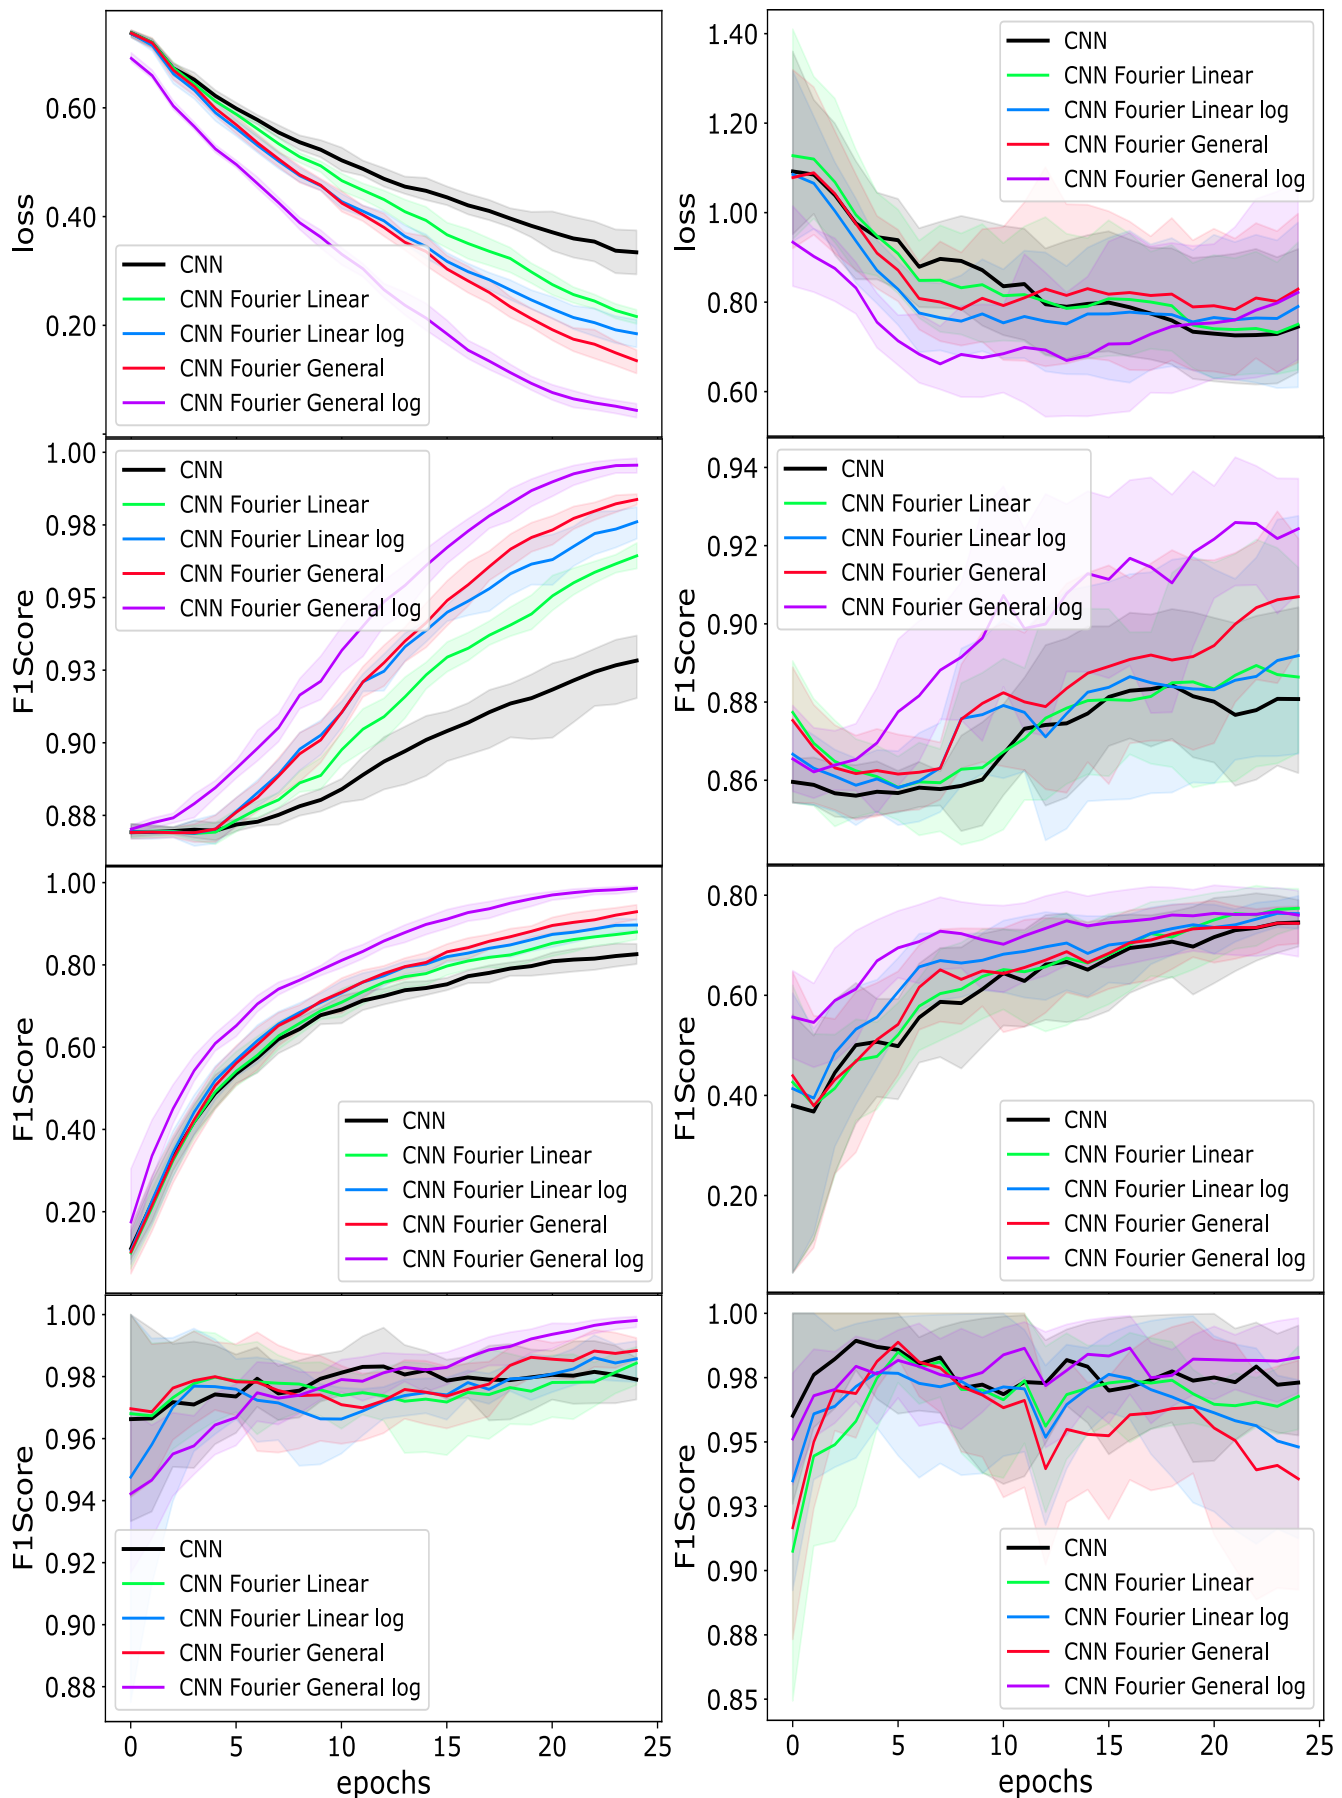 0.60
0.40
0.20
loss
CNN
CNN Fourier Linear
CNN Fourier Linear log
CNN Fourier General
CNN Fourier General log
1.40
1.20
1.00
0.80
0.60
loss
CNN
CNN Fourier Linear
CNN Fourier Linear log
CNN Fourier General
CNN Fourier General log
1.00
0.98
0.95
0.93
0.90
0.88
F1Score
CNN
CNN Fourier Linear
CNN Fourier Linear log
CNN Fourier General
CNN Fourier General log
0.94
0.92
0.90
0.88
0.86
F1Score
CNN
CNN Fourier Linear
CNN Fourier Linear log
CNN Fourier General
CNN Fourier General log
1.00
0.80
0.60
0.40
0.20
F1Score
CNN
CNN Fourier Linear
CNN Fourier Linear log
CNN Fourier General
CNN Fourier General log
0.80
0.60
0.40
0.20
F1Score
CNN
CNN Fourier Linear
CNN Fourier Linear log
CNN Fourier General
CNN Fourier General log
1.00
0.98
0.96
0.94
0.92
0.90
0.88
F1Score
CNN
CNN Fourier Linear
CNN Fourier Linear log
CNN Fourier General
CNN Fourier General log
0 5 10 15 20 25
epochs
1.00
0.98
0.95
0.93
0.90
0.88
0.85
F1Score
CNN
CNN Fourier Linear
CNN Fourier Linear log
CNN Fourier General
CNN Fourier General log
0 5 10 15 20 25
epochs